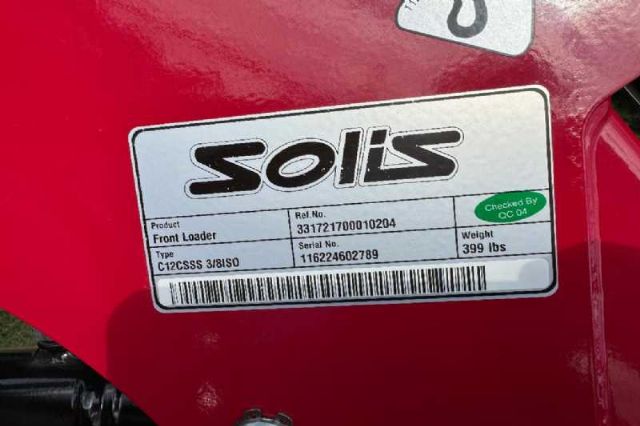 Solis
Product
Front Loader
Ref.No.
331721700010204
Checked By
QC 04
Type
C12CSSS 3/8ISO
Serial No.
116224602789
Weight
399 lbs